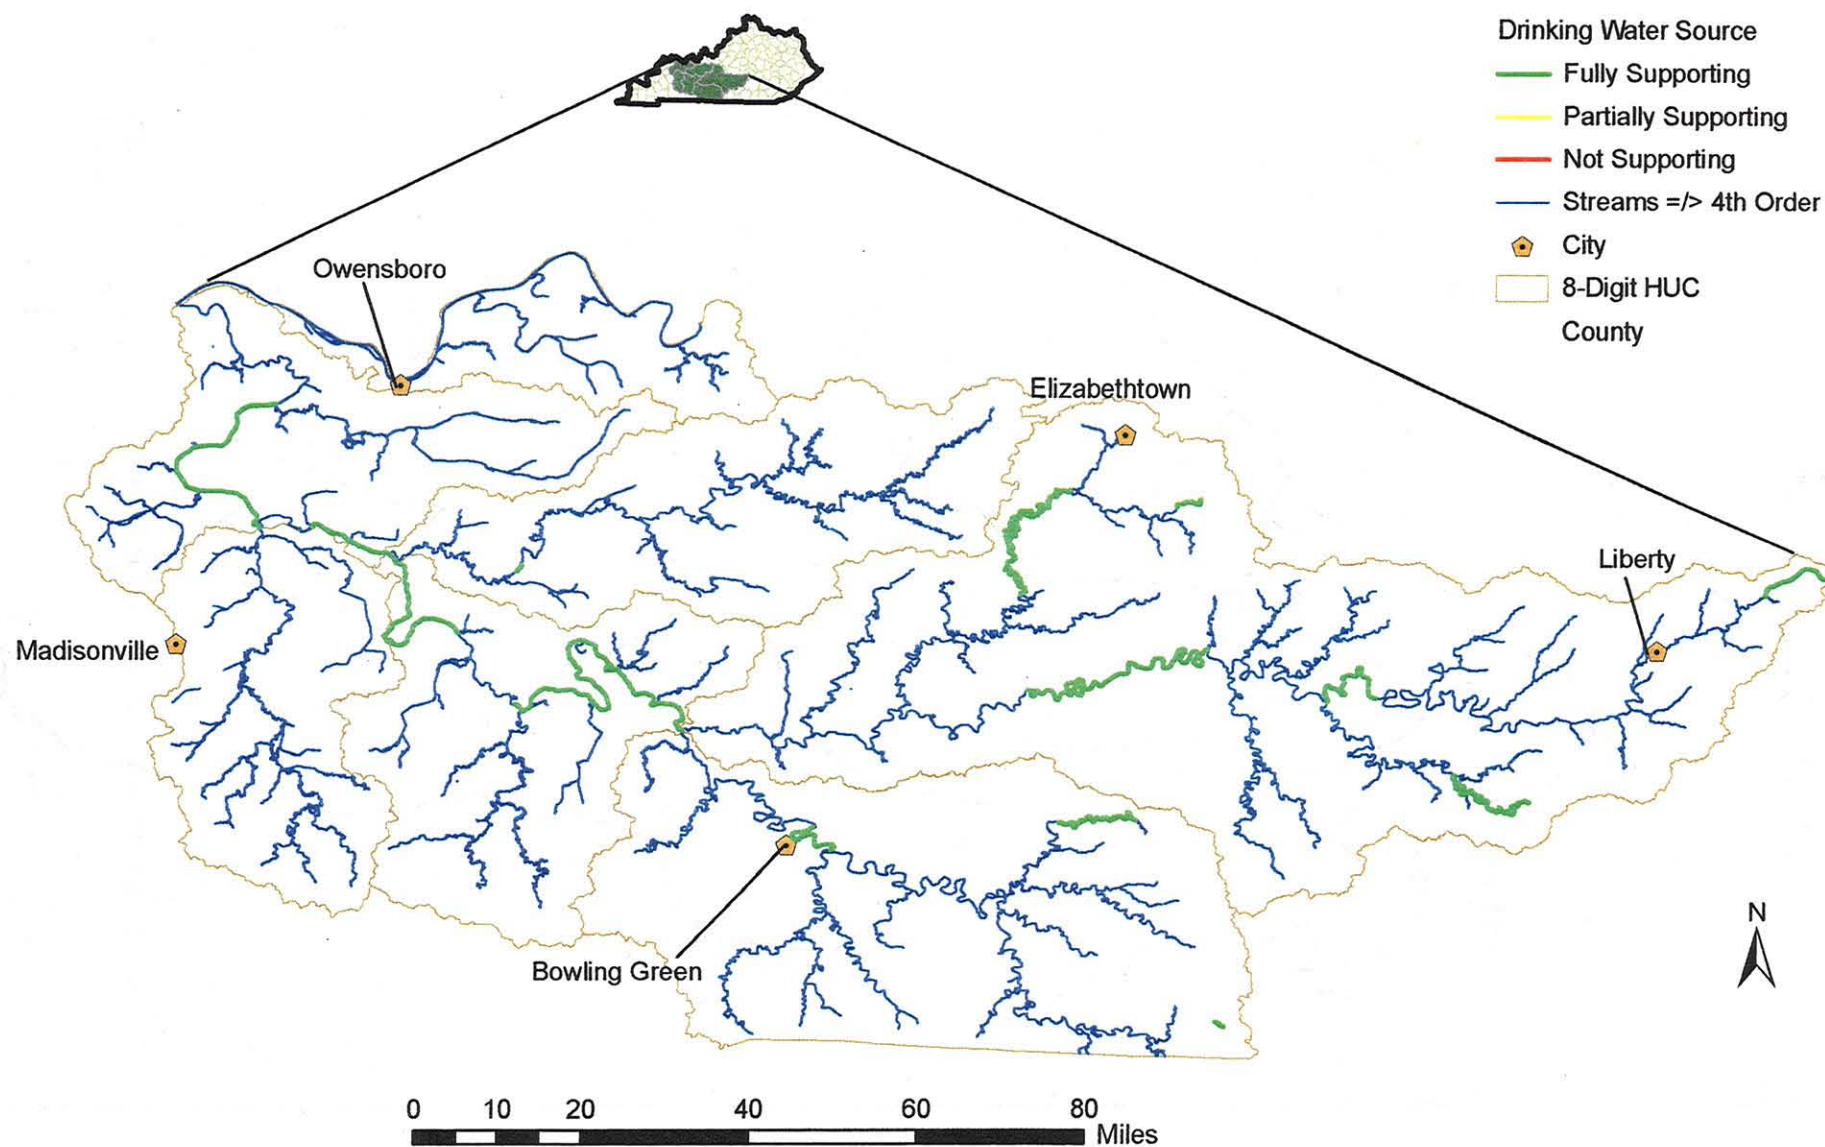 Drinking Water Source
Fully Supporting
Partially Supporting
Not Supporting
Streams =/> 4th Order
City
8-Digit HUC
County
Owensboro
Elizabethtown
Liberty
Madisonville
Bowling Green
N
0 10 20 40 60 80
Miles